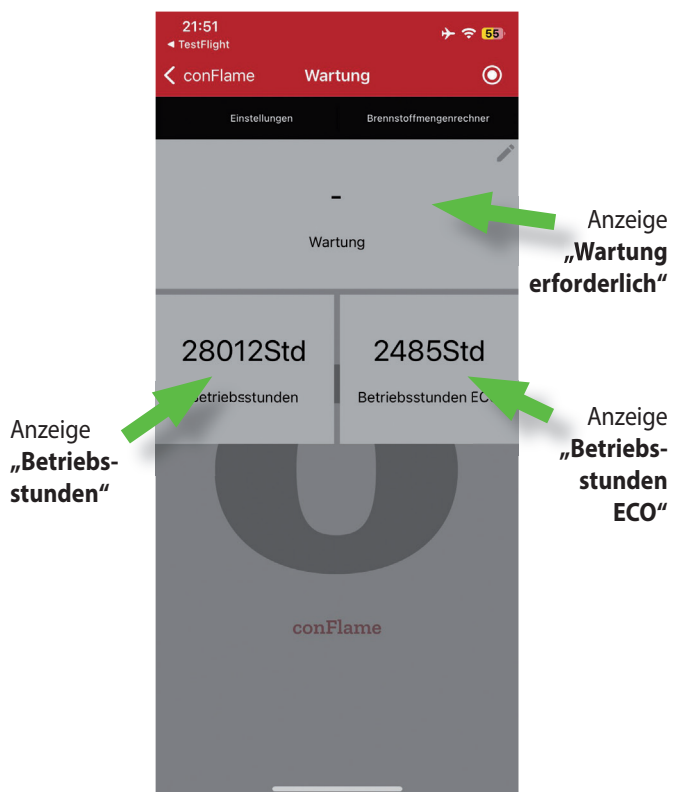 21:51
55
◀ TestFlight
conFlame
Wartung
Einstellungen
Brennstoffmengenrechner
-
Wartung
Anzeige
„Wartung
erforderlich“
28012Std
2485Std
Betriebsstunden
Betriebsstunden
Anzeige
„Betriebs-
stunden“
Anzeige
„Betriebs-
stunden
ECO“
conFlame